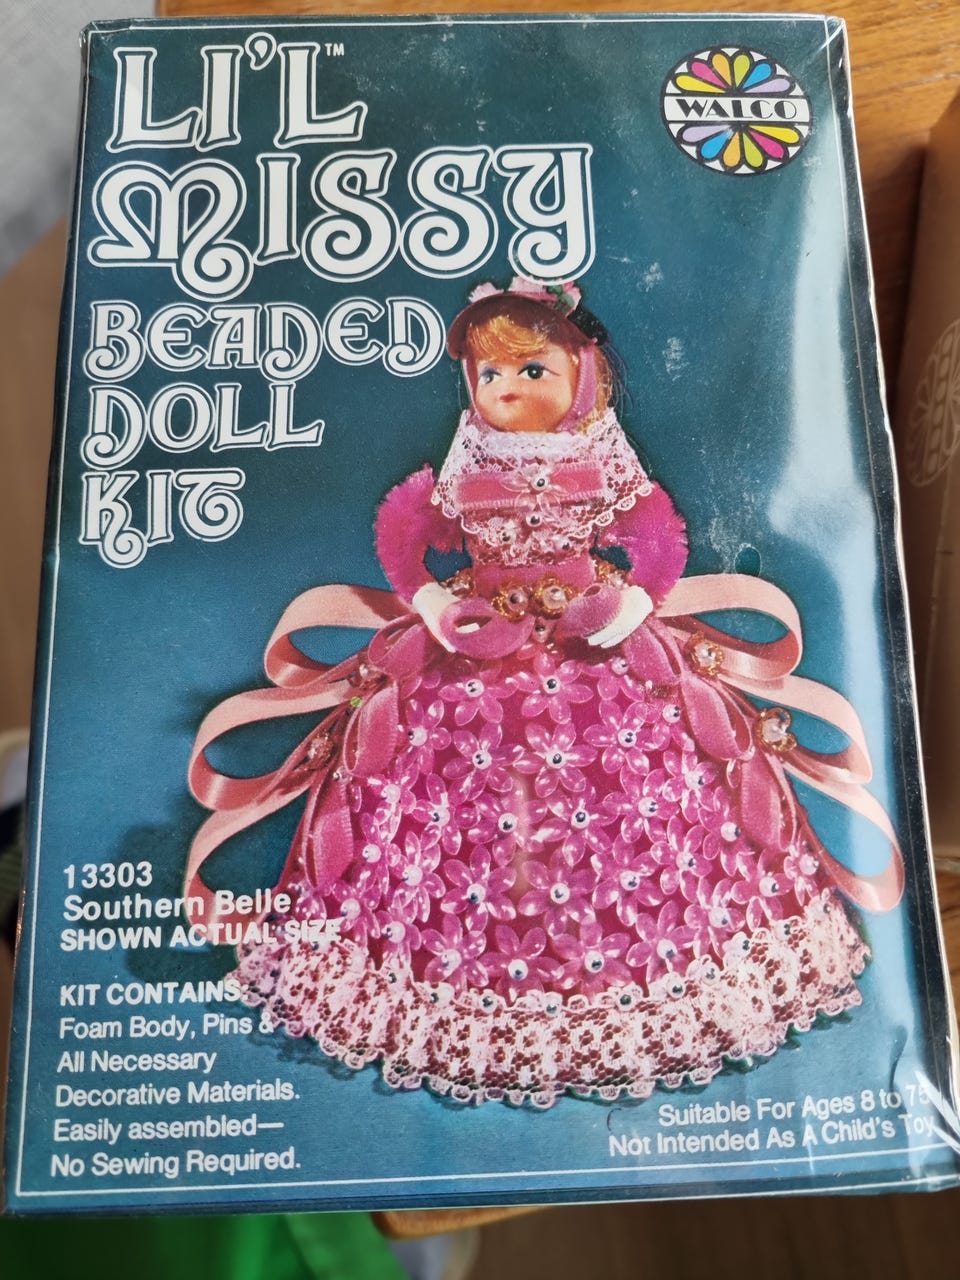 LI'L™
MISSY
BEADED
DOLL
KIT
WALCO
13303
Southern Belle
SHOWN ACTUAL SIZE
KIT CONTAINS
Foam Body, Pins &
All Necessary
Decorative Materials.
Easily assembled—
No Sewing Required.
Suitable For Ages 8 to 75
Not Intended As A Child's Toy